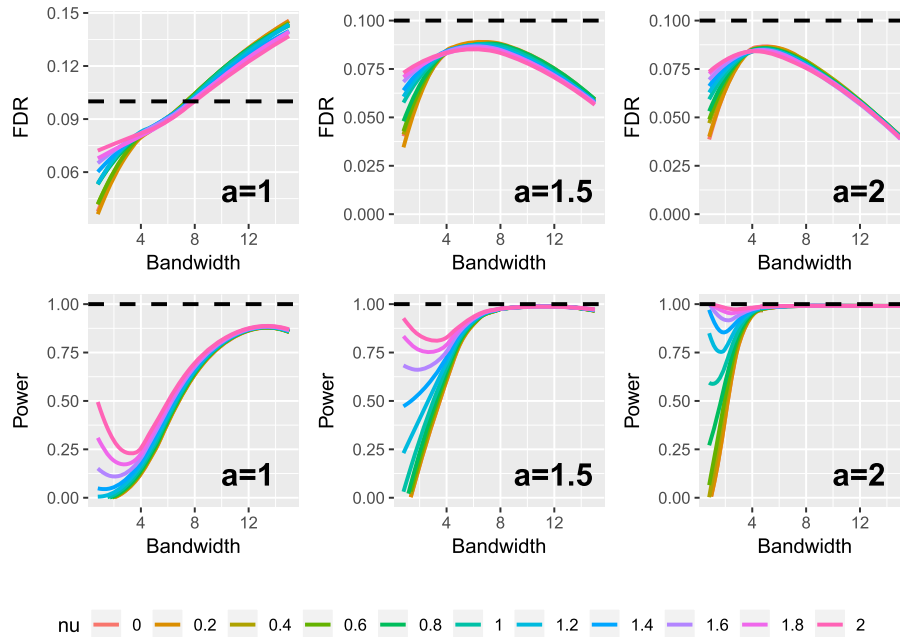 0.15
0.12
0.09
0.06
FDR
a=1
4 8 12
Bandwidth
0.100
0.075
0.050
0.025
0.000
FDR
a=1.5
4 8 12
Bandwidth
0.100
0.075
0.050
0.025
0.000
FDR
a=2
4 8 12
Bandwidth
1.00
0.75
0.50
0.25
0.00
Power
a=1
4 8 12
Bandwidth
1.00
0.75
0.50
0.25
0.00
Power
a=1.5
4 8 12
Bandwidth
1.00
0.75
0.50
0.25
0.00
Power
a=2
4 8 12
Bandwidth
nu 0 0.2 0.4 0.6 0.8 1 1.2 1.4 1.6 1.8 2